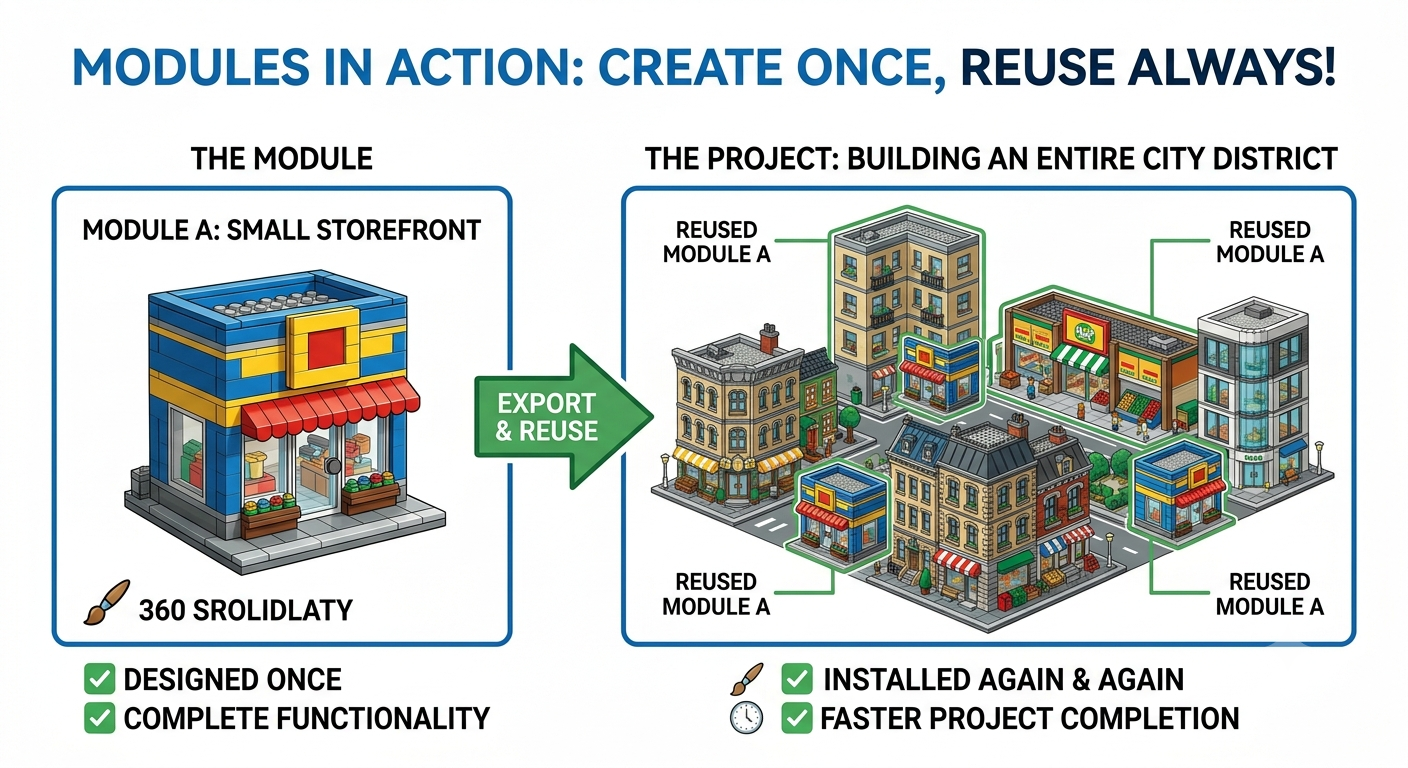 MODULES IN ACTION: CREATE ONCE, REUSE ALWAYS!
THE MODULE
MODULE A: SMALL STOREFRONT
360 SROLIDLATY
DESIGNED ONCE
COMPLETE FUNCTIONALITY
EXPORT
& REUSE
THE PROJECT: BUILDING AN ENTIRE CITY DISTRICT
REUSED
MODULE A
REUSED
MODULE A
REUSED
MODULE A
REUSED
MODULE A
INSTALLED AGAIN & AGAIN
FASTER PROJECT COMPLETION